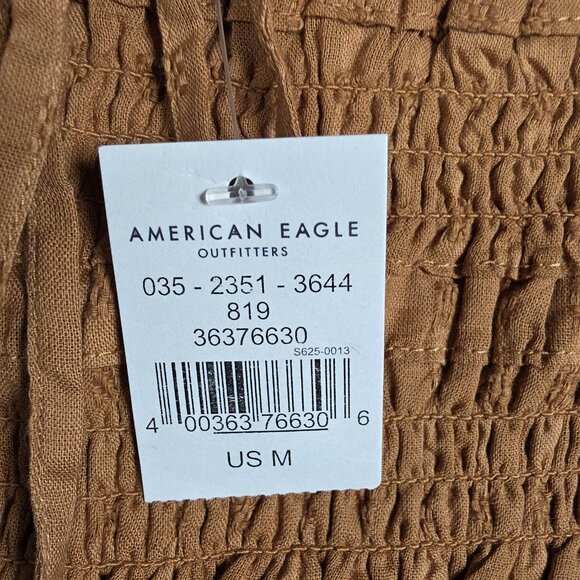 AMERICAN EAGLE
OUTFITTERS
035 - 2351 - 3644
819
36376630
S625-0013
4 00363 76630 6
US M